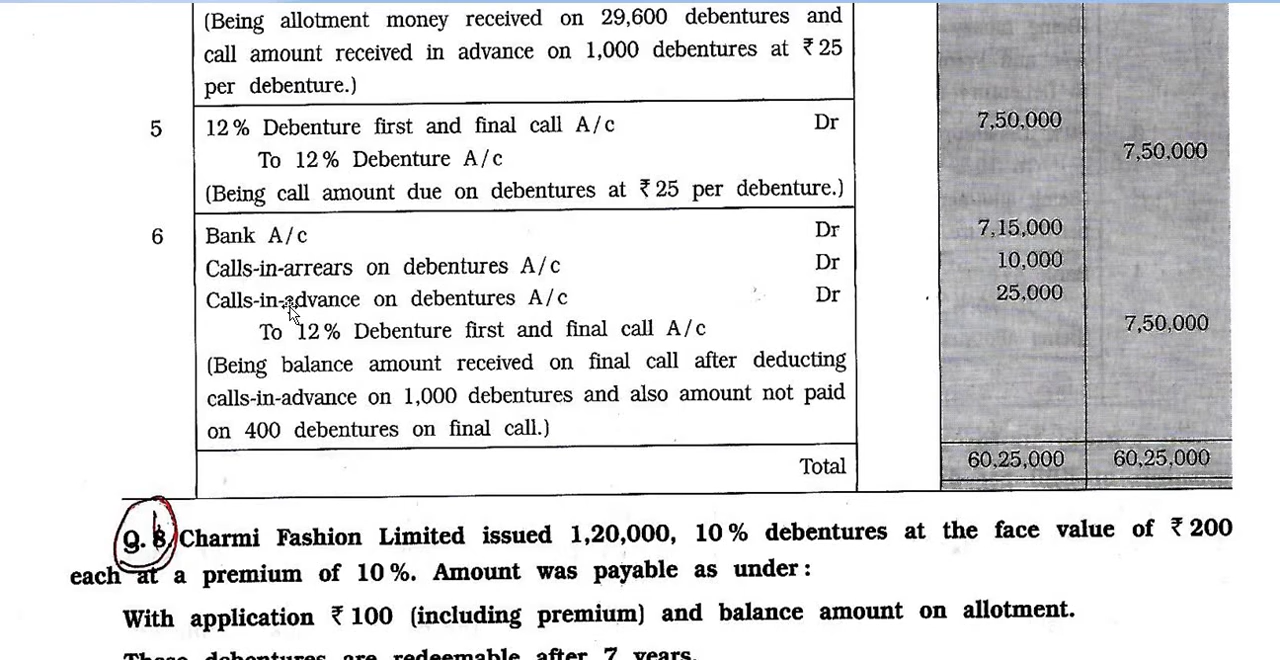 (Being allotment money received on 29,600 debentures and
call amount received in advance on 1,000 debentures at ₹ 25
per debenture.)
5 12% Debenture first and final call A/c Dr 7,50,000
To 12% Debenture A/c 7,50,000
(Being call amount due on debentures at ₹ 25 per debenture.)
6 Bank A/c Dr 7,15,000
Calls-in-arrears on debentures A/c Dr 10,000
Calls-in-advance on debentures A/c Dr 25,000
To 12% Debenture first and final call A/c 7,50,000
(Being balance amount received on final call after deducting
calls-in-advance on 1,000 debentures and also amount not paid
on 400 debentures on final call.)
Total 60,25,000 60,25,000
Q. 8. Charmi Fashion Limited issued 1,20,000, 10% debentures at the face value of ₹ 200
each at a premium of 10%. Amount was payable as under:
With application ₹ 100 (including premium) and balance amount on allotment.
These debentures are redeemable after 7 years.